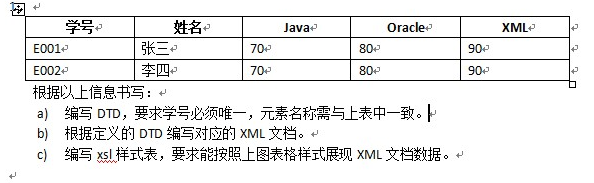 学号 姓名 Java Oracle XML
E001 张三 70 80 90
E002 李四 70 80 90
根据以上信息书写：
a) 编写 DTD，要求学号必须唯一，元素名称需与上表中一致。
b) 根据定义的 DTD 编写对应的 XML 文档。
c) 编写 xsl 样式表，要求能按照上图表格样式展现 XML 文档数据。